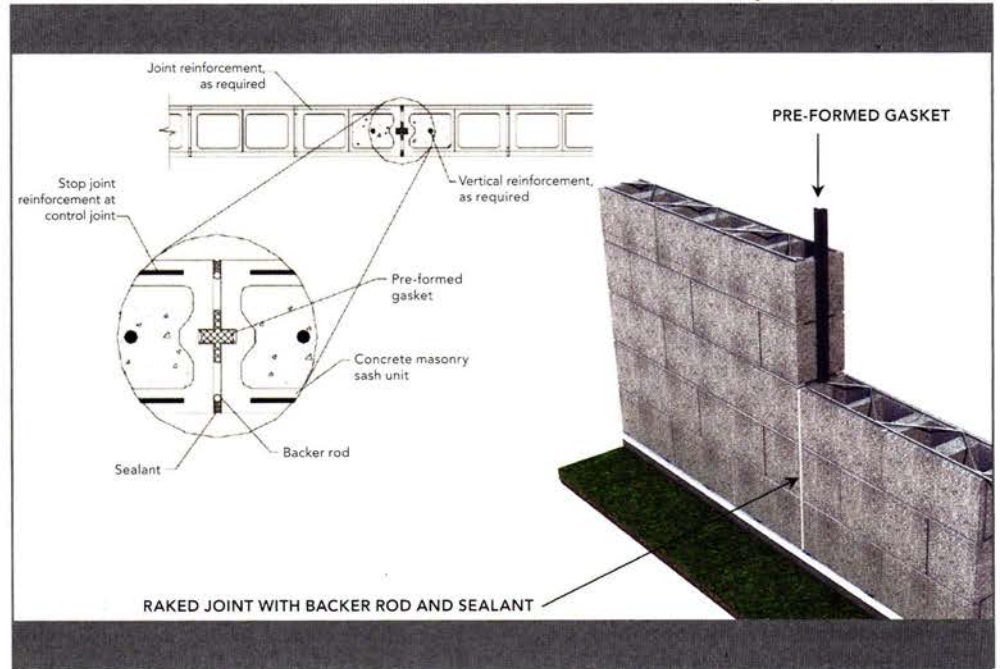 Joint reinforcement,
as required
PRE-FORMED GASKET
Stop joint
reinforcement at
control joint
Vertical reinforcement,
as required
Pre-formed
gasket
Concrete masonry
sash unit
Backer rod
Sealant
RAKED JOINT WITH BACKER ROD AND SEALANT